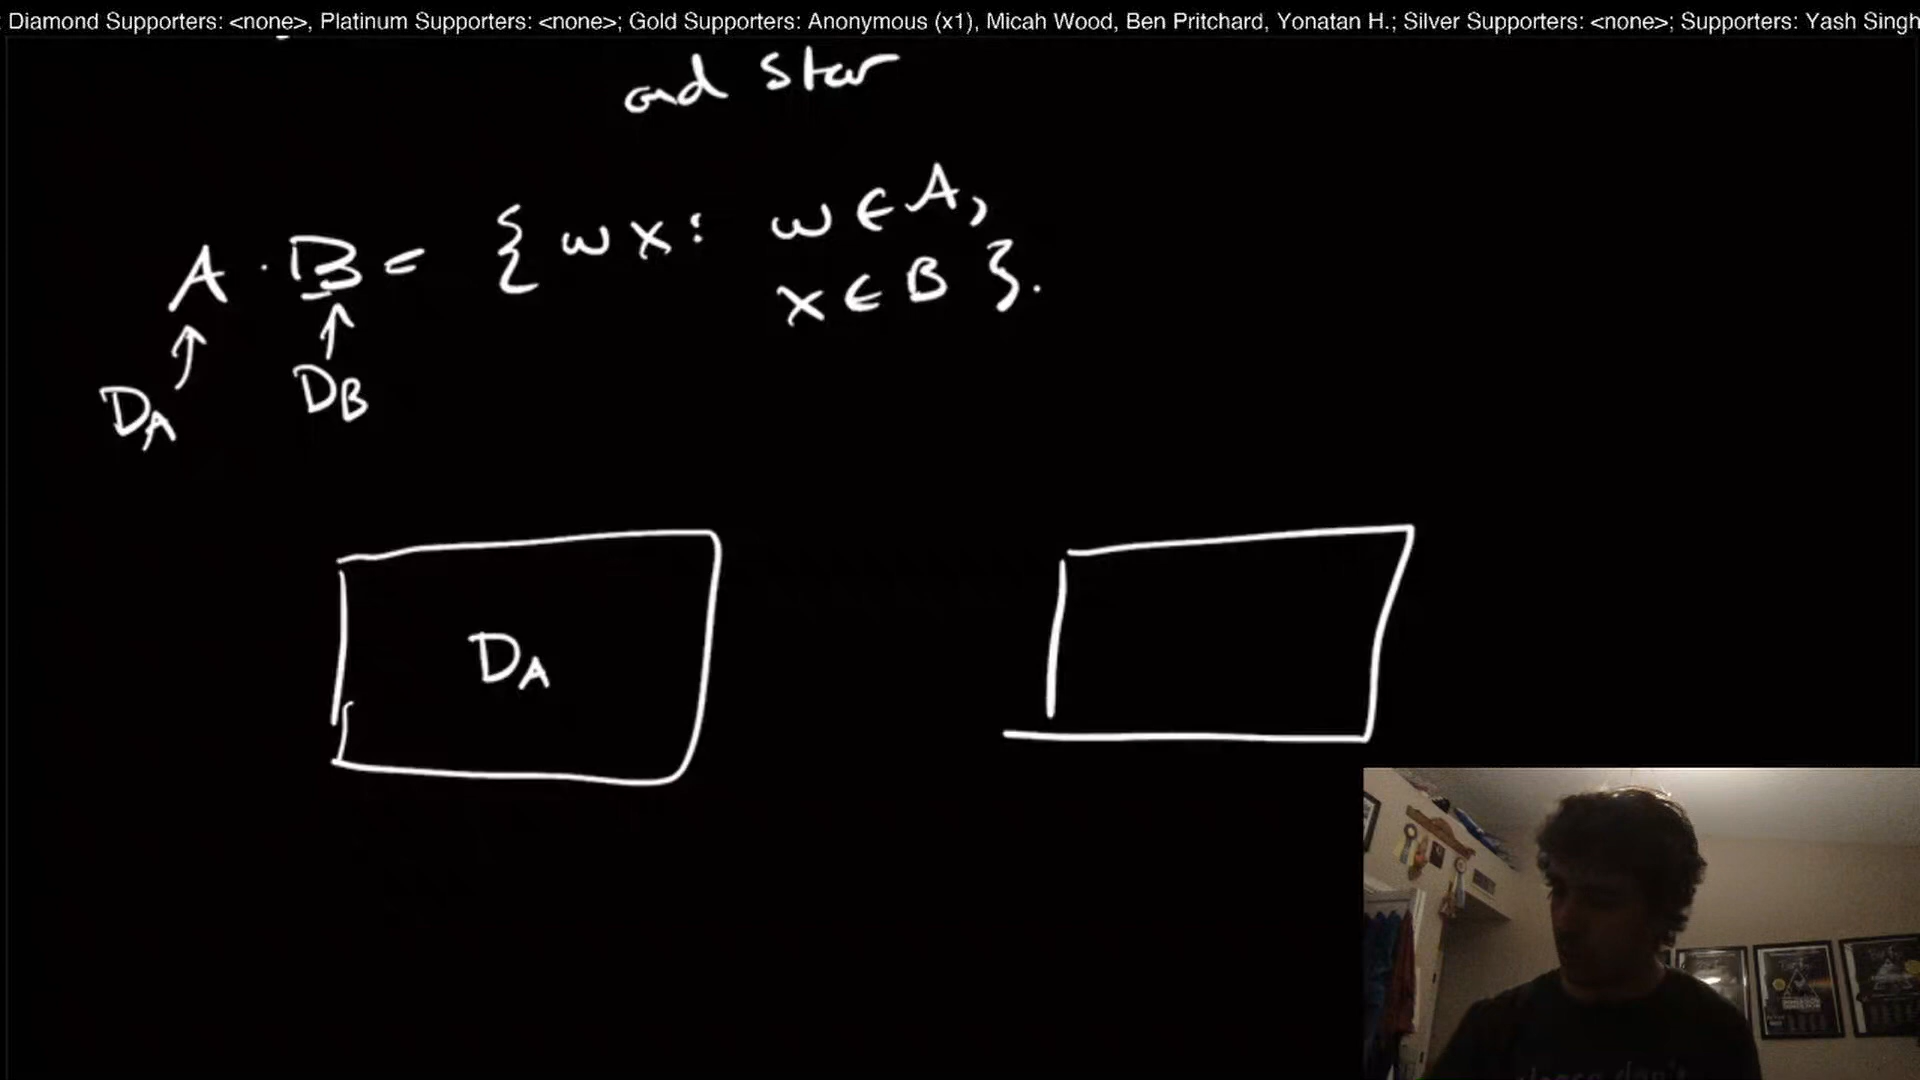 : Diamond Supporters: <none>, Platinum Supporters: <none>; Gold Supporters: Anonymous (x1), Micah Wood, Ben Pritchard, Yonatan H.; Silver Supporters: <none>; Supporters: Yash Singh
and Star
A · B = { wx : w ∈ A,
x ∈ B }.
↑ ↑
DA DB
DA